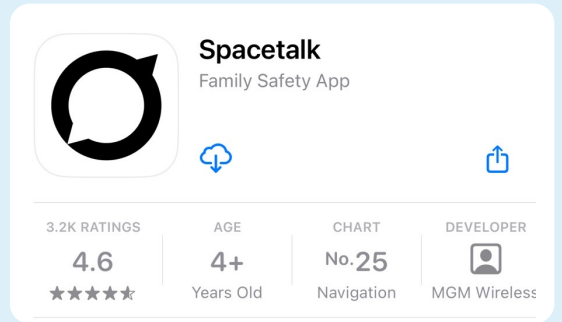 Spacetalk
Family Safety App
3.2K RATINGS
4.6
AGE
4+
Years Old
CHART
No.25
Navigation
DEVELOPER
MGM Wireless